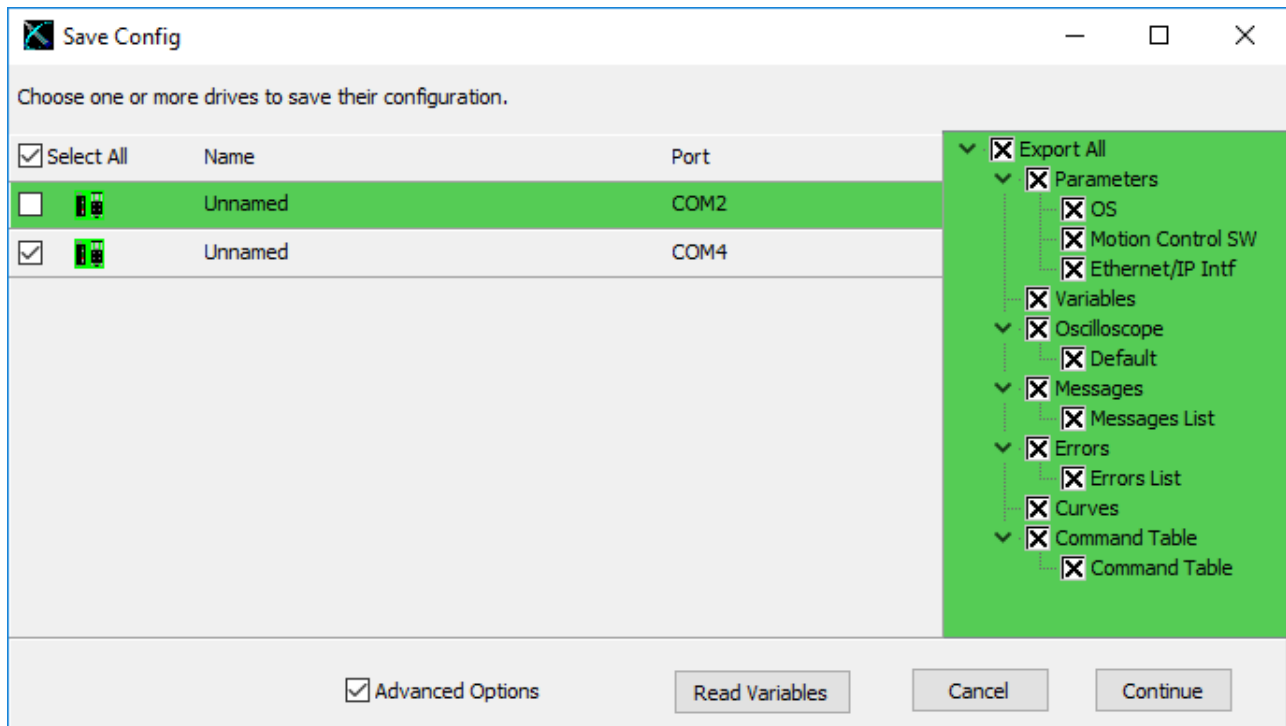 Save Config
Choose one or more drives to save their configuration.
Select All Name Port
Unnamed COM2
Unnamed COM4
Export All
Parameters
OS
Motion Control SW
Ethernet/IP Intf
Variables
Oscilloscope
Default
Messages
Messages List
Errors
Errors List
Curves
Command Table
Command Table
Advanced Options Read Variables Cancel Continue